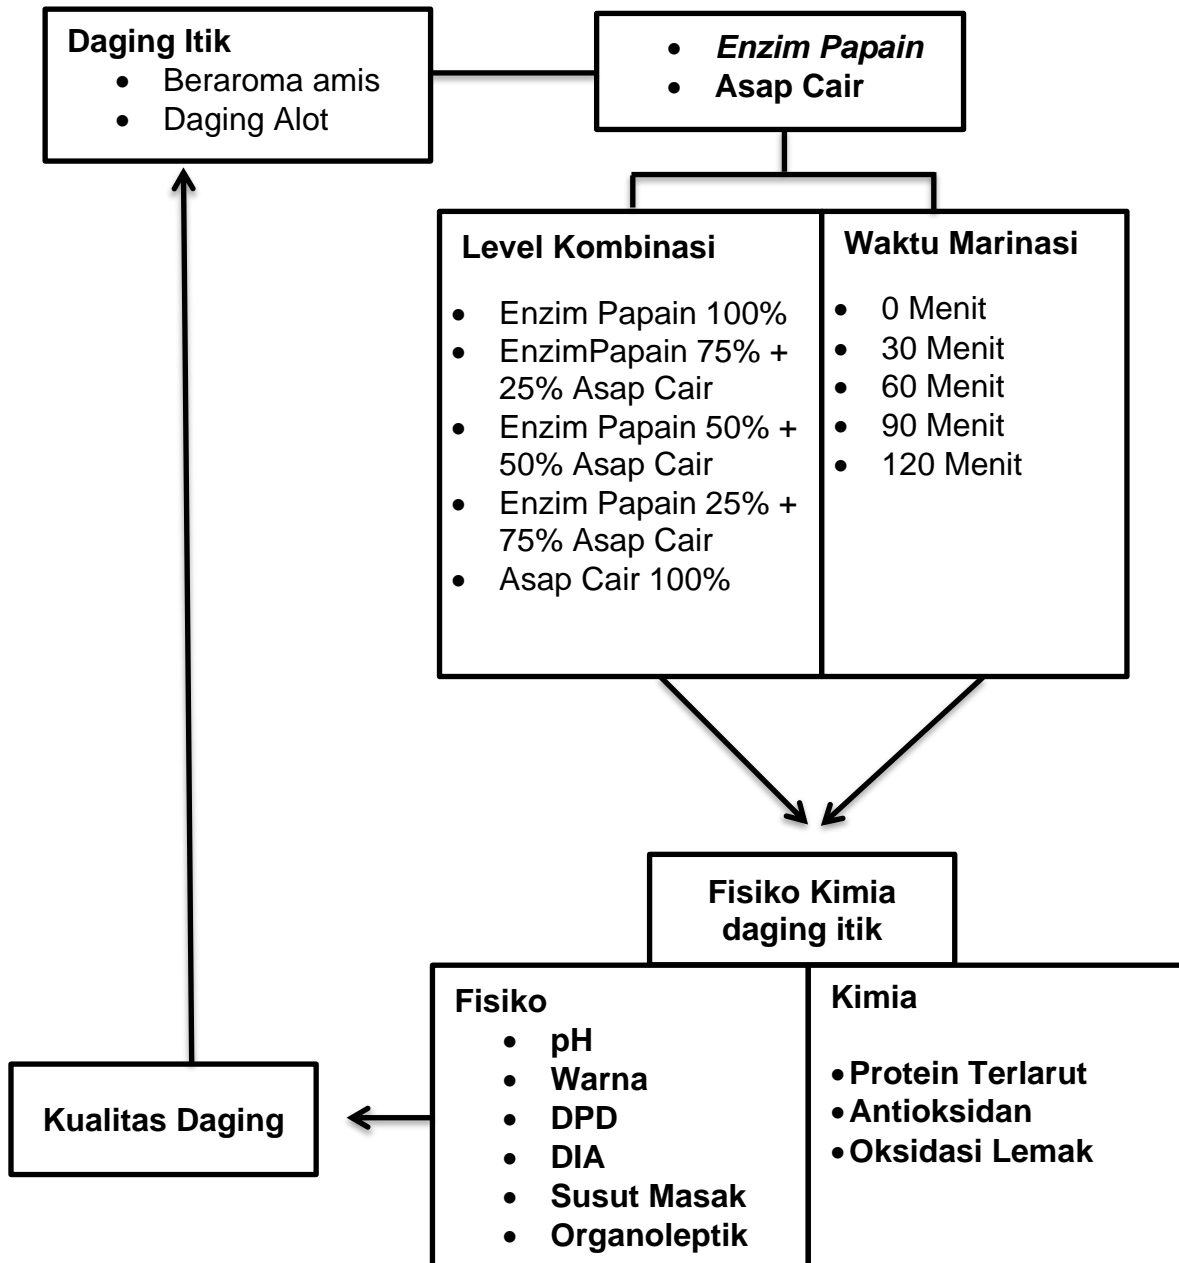 Daging Itik
• Beraroma amis
• Daging Alot
• Enzim Papain
• Asap Cair
Level Kombinasi
• Enzim Papain 100%
• EnzimPapain 75% +
25% Asap Cair
• Enzim Papain 50% +
50% Asap Cair
• Enzim Papain 25% +
75% Asap Cair
• Asap Cair 100%
Waktu Marinasi
• 0 Menit
• 30 Menit
• 60 Menit
• 90 Menit
• 120 Menit
Fisiko Kimia
daging itik
Fisiko
• pH
• Warna
• DPD
• DIA
• Susut Masak
• Organoleptik
Kimia
• Protein Terlarut
• Antioksidan
• Oksidasi Lemak
Kualitas Daging